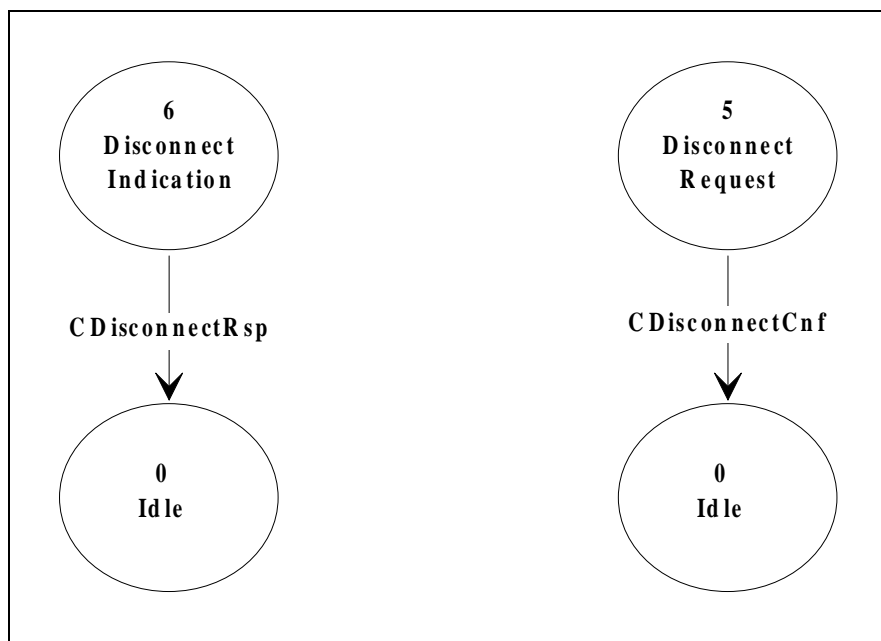 6
Disconnect
Indication
5
Disconnect
Request
CDisconnectRsp
CDisconnectCnf
0
Idle
0
Idle